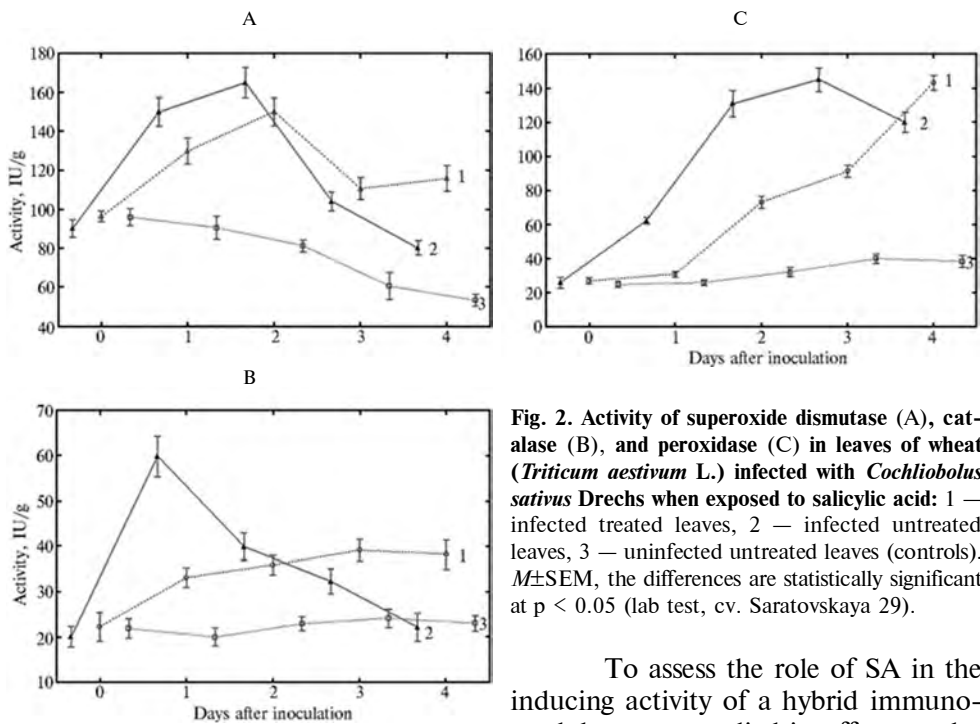 A
180
160
140
120
100
80
60
40
Activity, IU/g
0 1 2 3 4
1
2
3
C
160
140
120
100
80
60
40
20
0
0 1 2 3 4
Days after inoculation
1
2
3
B
70
60
50
40
30
20
10
Activity, IU/g
0 1 2 3 4
Days after inoculation
1
2
3
Fig. 2. Activity of superoxide dismutase (A), cat-
alase (B), and peroxidase (C) in leaves of wheat
(Triticum aestivum L.) infected with Cochliobolus
sativus Drechs when exposed to salicylic acid: 1 —
infected treated leaves, 2 — infected untreated
leaves, 3 — uninfected untreated leaves (controls).
M±SEM, the differences are statistically significant
at p < 0.05 (lab test, cv. Saratovskaya 29).
To assess the role of SA in the
inducing activity of a hybrid immuno-